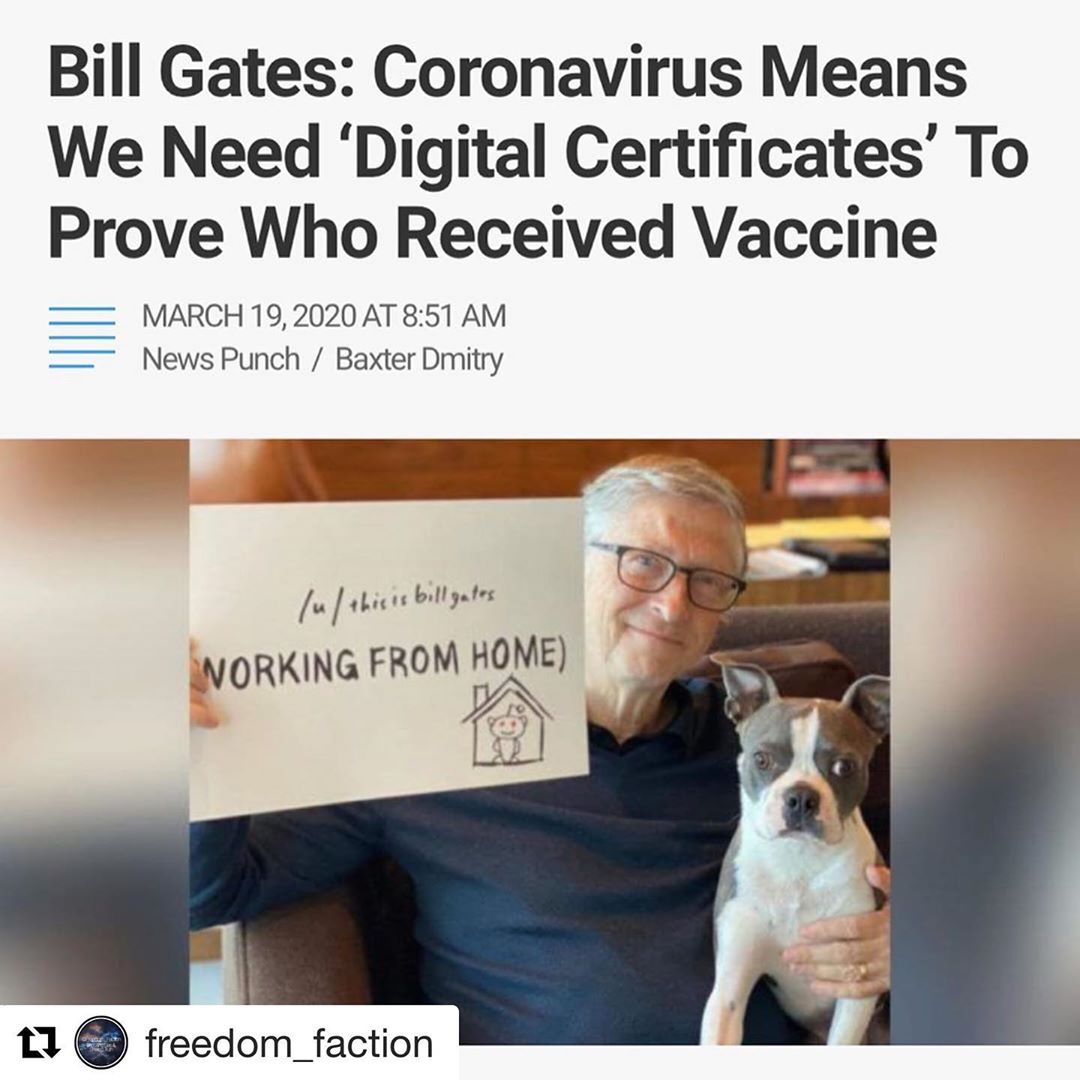 Bill Gates: Coronavirus Means
We Need ‘Digital Certificates’ To
Prove Who Received Vaccine
MARCH 19, 2020 AT 8:51 AM
News Punch / Baxter Dmitry
/u/thisisbillgates
WORKING FROM HOME)
freedom_faction